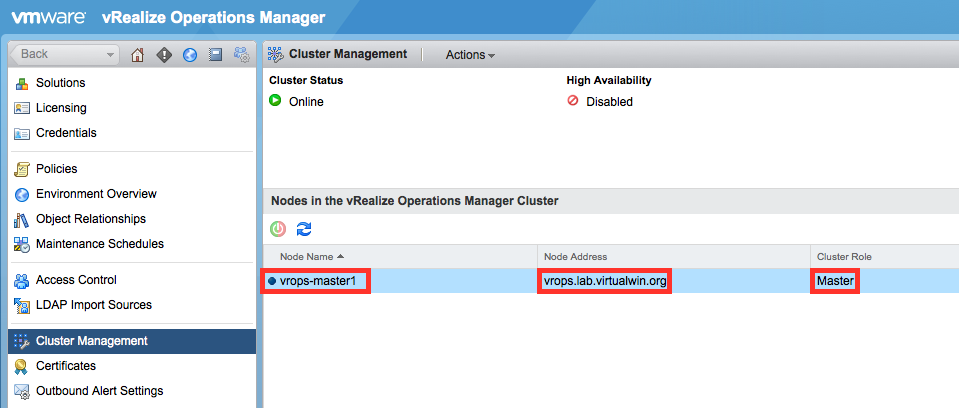 vmware vRealize Operations Manager
Back
Solutions
Licensing
Credentials
Policies
Environment Overview
Object Relationships
Maintenance Schedules
Access Control
LDAP Import Sources
Cluster Management
Certificates
Outbound Alert Settings
Cluster Management Actions
Cluster Status High Availability
Online Disabled
Nodes in the vRealize Operations Manager Cluster
Node Name Node Address Cluster Role
vrops-master1 vrops.lab.virtualwin.org Master